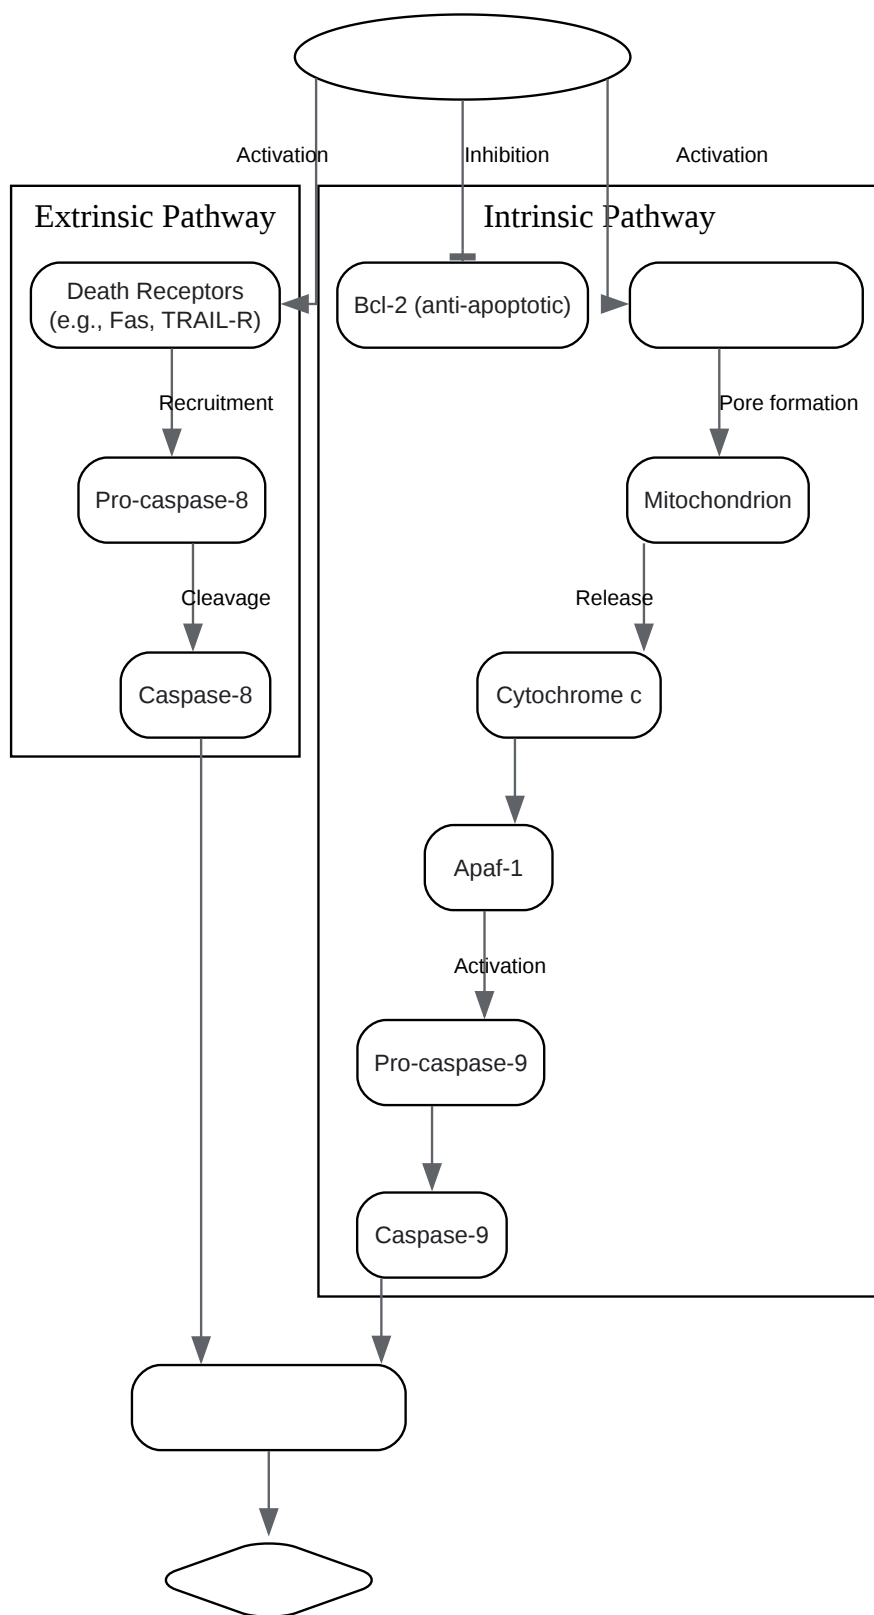 Activation
Inhibition
Activation
Extrinsic Pathway
Intrinsic Pathway
Death Receptors
(e.g., Fas, TRAIL-R)
Bcl-2 (anti-apoptotic)
Recruitment
Pore formation
Pro-caspase-8
Mitochondrion
Cleavage
Release
Caspase-8
Cytochrome c
Apaf-1
Activation
Pro-caspase-9
Caspase-9